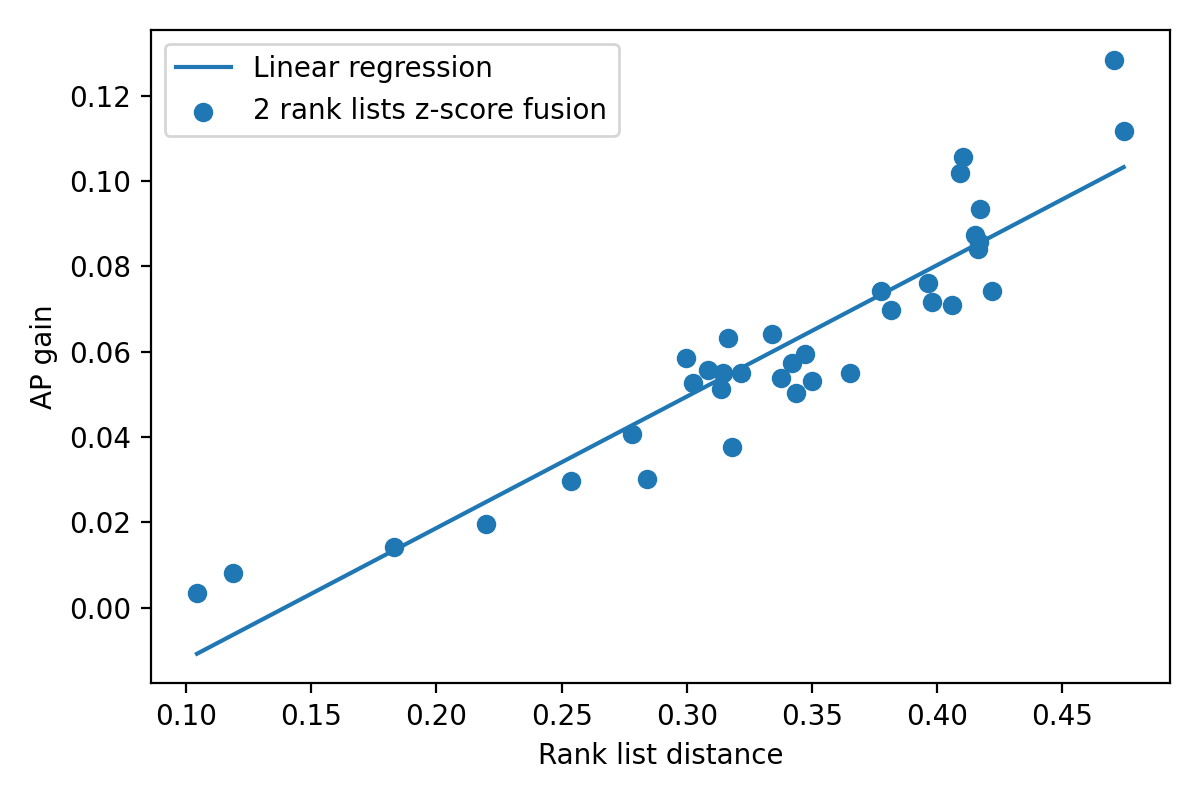 Linear regression
2 rank lists z-score fusion
0.12
0.10
0.08
0.06
0.04
0.02
0.00
AP gain
0.10 0.15 0.20 0.25 0.30 0.35 0.40 0.45
Rank list distance